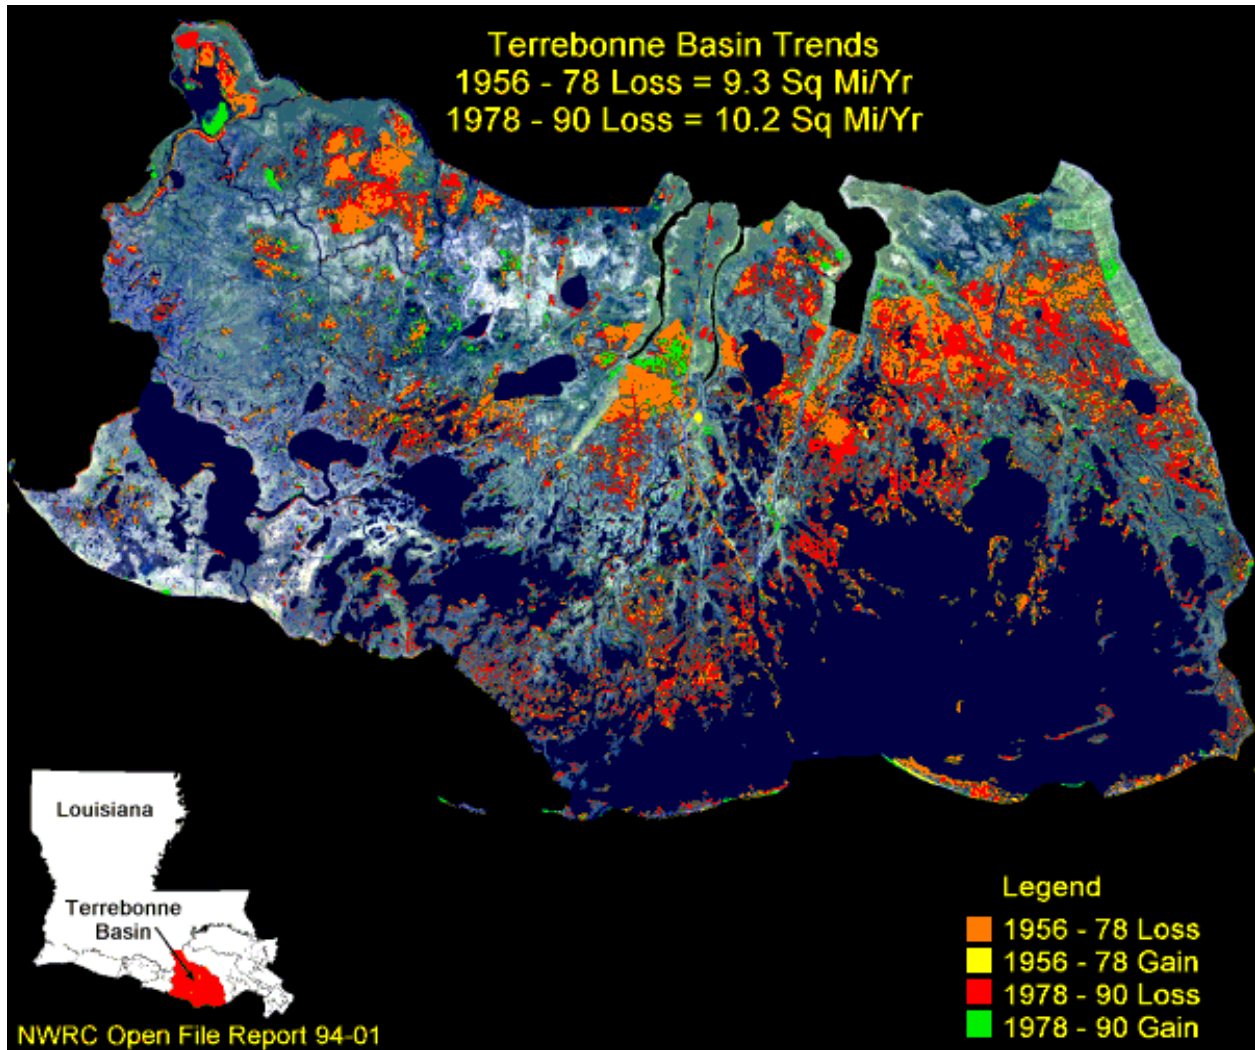 Terrebonne Basin Trends
1956 - 78 Loss = 9.3 Sq Mi/Yr
1978 - 90 Loss = 10.2 Sq Mi/Yr
Louisiana
Terrebonne
Basin
NWRC Open File Report 94-01
Legend
1956 - 78 Loss
1956 - 78 Gain
1978 - 90 Loss
1978 - 90 Gain